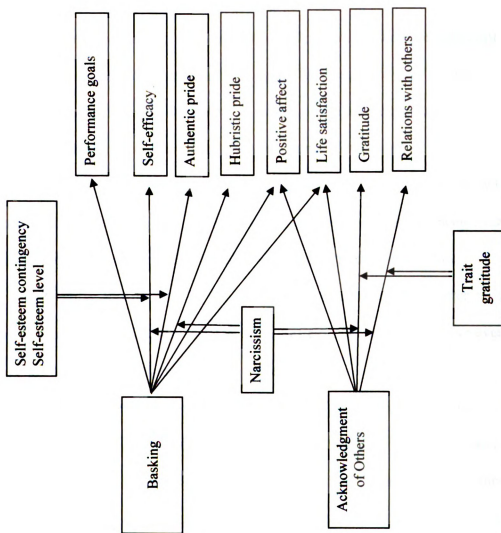 Performance goals
Self-efficacy
Authentic pride
Hubristic pride
Positive affect
Life satisfaction
Gratitude
Relations with others
Self-esteem contingency
Self-esteem level
Narcissism
Trait
gratitude
Basking
Acknowledgment
of Others